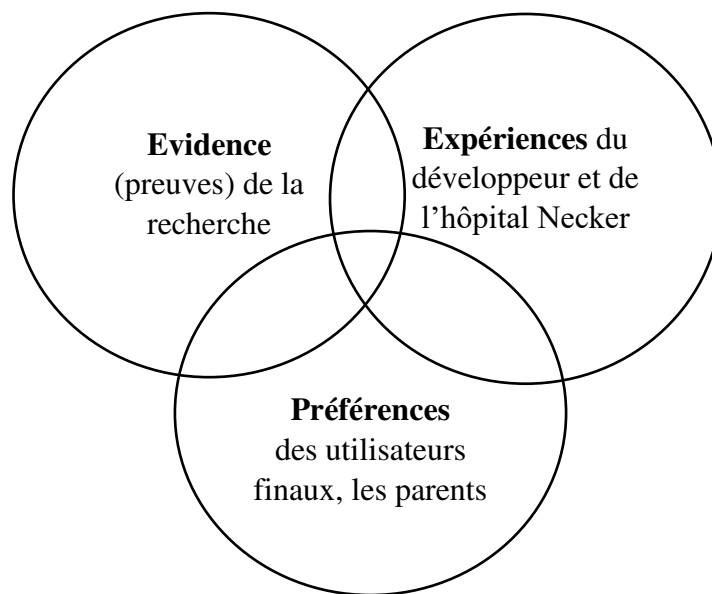 Evidence
(preuves) de la
recherche
Expériences du
développeur et de
l'hôpital Necker
Préférences
des utilisateurs
finaux, les parents